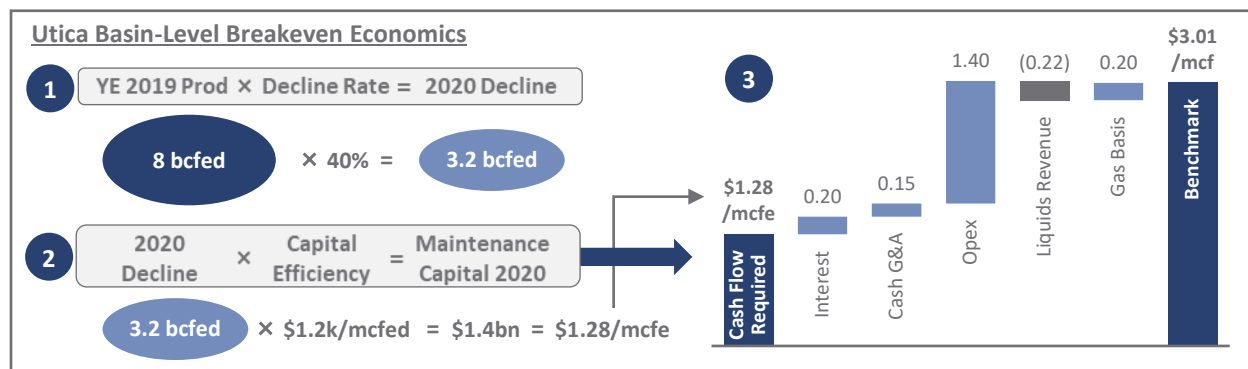 Utica Basin-Level Breakeven Economics
1
YE 2019 Prod × Decline Rate = 2020 Decline
8 bcfed × 40% = 3.2 bcfed
2
2020 Decline × Capital Efficiency = Maintenance Capital 2020
3.2 bcfed × $1.2k/mcfed = $1.4bn = $1.28/mcfe
3
$1.28 /mcfe
Cash Flow Required
0.20
Interest
0.15
Cash G&A
1.40
Opex
(0.22)
Liquids Revenue
0.20
Gas Basis
$3.01 /mcf
Benchmark